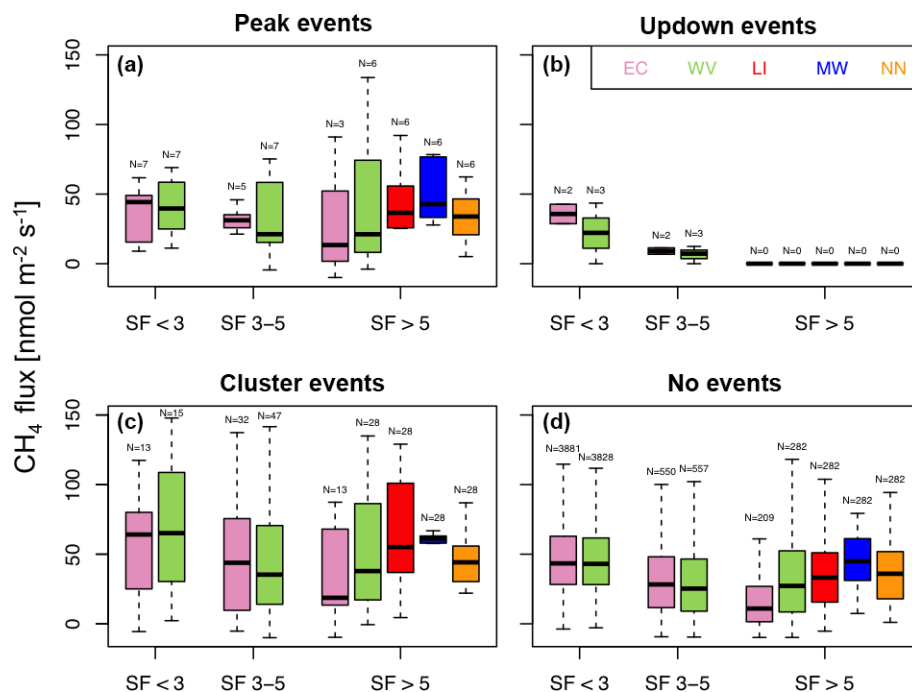 Peak events
Updown events
CH4 flux [nmol m−2 s−1]
150
100
50
0
(a)
N=7
N=7
N=5
N=7
N=3
N=6
N=6
N=6
N=6
SF < 3
SF 3−5
SF > 5
(b)
EC WV LI MW NN
N=2
N=3
N=2
N=3
N=0
N=0
N=0
N=0
N=0
SF < 3
SF 3−5
SF > 5
Cluster events
No events
150
100
50
0
(c)
N=13
N=15
N=32
N=47
N=13
N=28
N=28
N=28
N=28
SF < 3
SF 3−5
SF > 5
(d)
N=3881
N=3828
N=550
N=557
N=209
N=282
N=282
N=282
N=282
SF < 3
SF 3−5
SF > 5